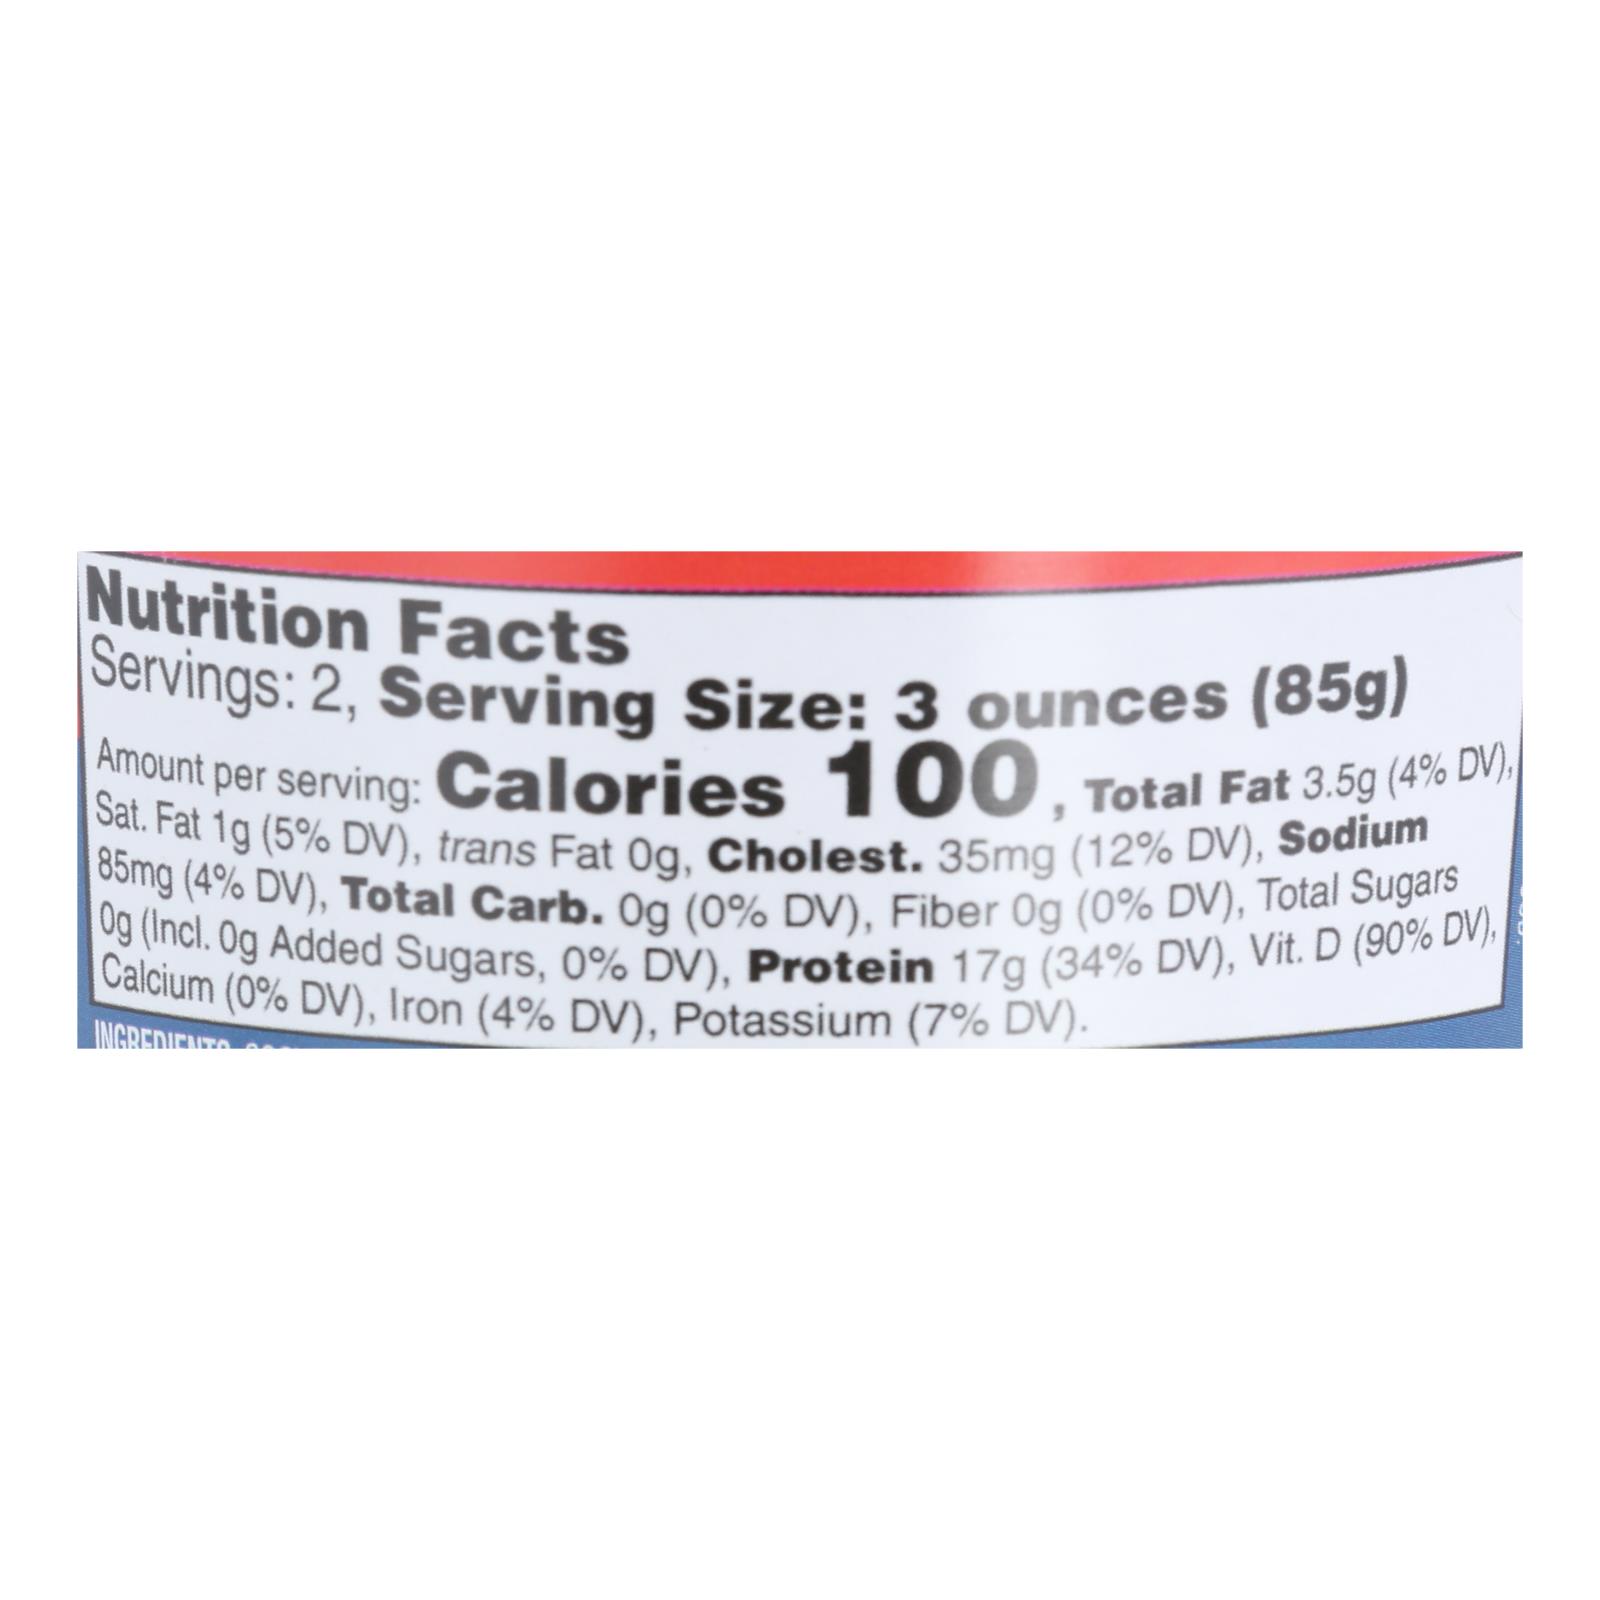 Nutrition Facts
Servings: 2, Serving Size: 3 ounces (85g)
Amount per serving: Calories 100, Total Fat 3.5g (4% DV),
Sat. Fat 1g (5% DV), trans Fat 0g, Cholest. 35mg (12% DV), Sodium
85mg (4% DV), Total Carb. 0g (0% DV), Fiber 0g (0% DV), Total Sugars
0g (Incl. 0g Added Sugars, 0% DV), Protein 17g (34% DV), Vit. D (90% DV),
Calcium (0% DV), Iron (4% DV), Potassium (7% DV).
INGREDIENTS